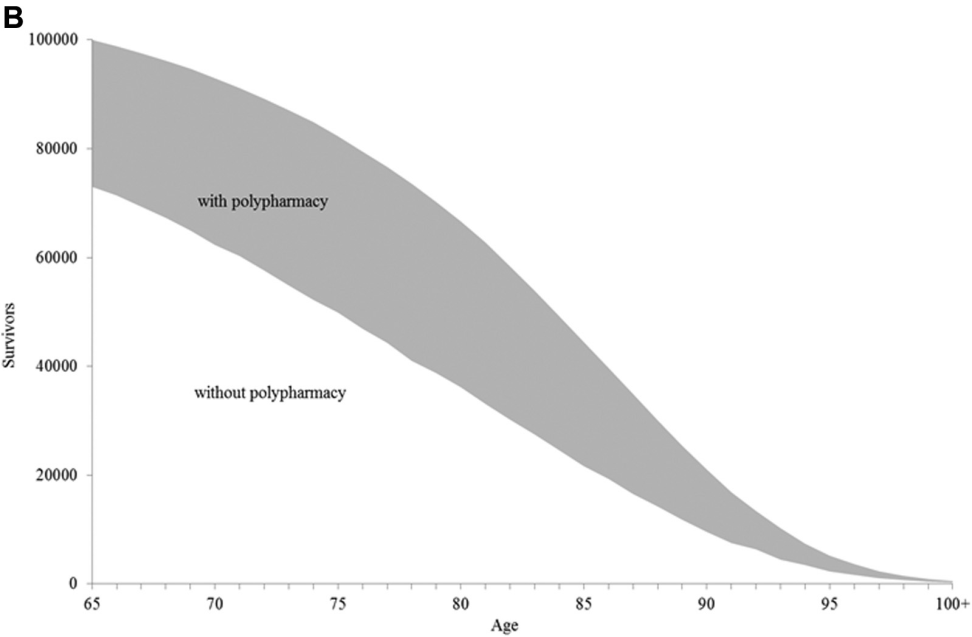 B
100000
80000
60000
40000
20000
0
Survivors
with polypharmacy
without polypharmacy
65 70 75 80 85 90 95 100+
Age